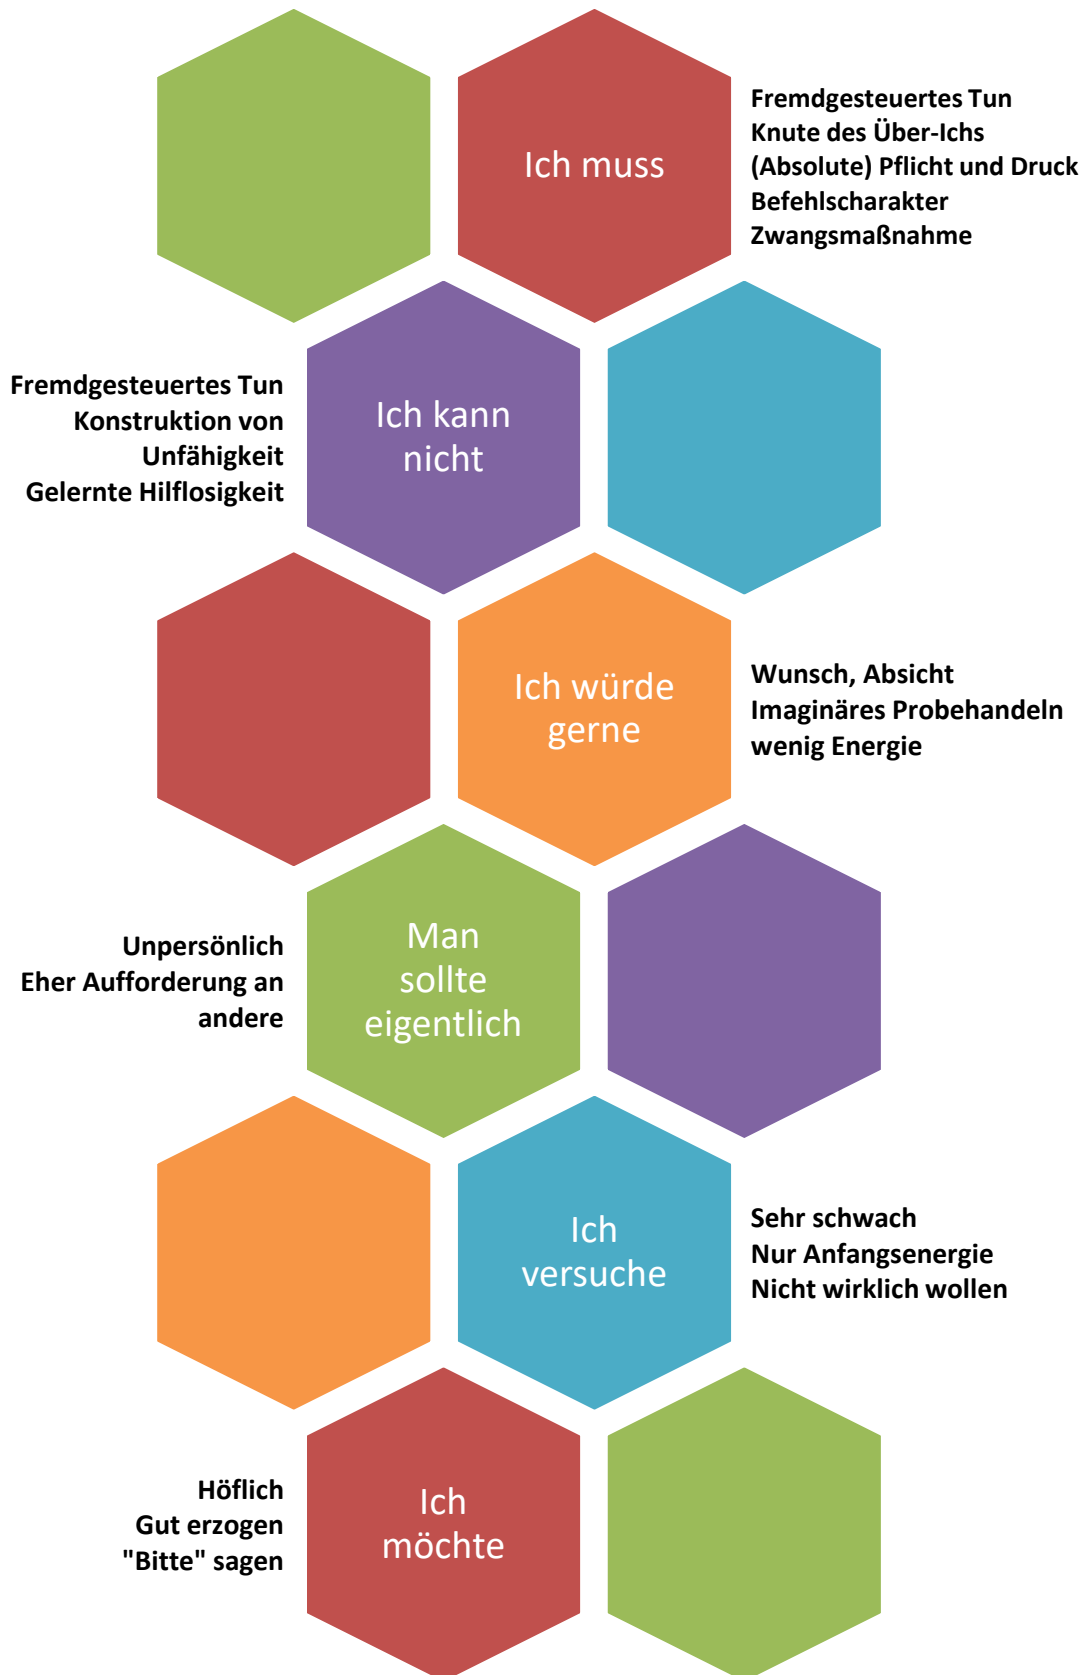 Ich muss
Fremdgesteuertes Tun
Knute des Über-Ichs
(Absolute) Pflicht und Druck
Befehlscharakter
Zwangsmaßnahme
Fremdgesteuertes Tun
Konstruktion von
Unfähigkeit
Gelernte Hilflosigkeit
Ich kann
nicht
Ich würde
gerne
Wunsch, Absicht
Imaginäres Probehandeln
wenig Energie
Unpersönlich
Eher Aufforderung an
andere
Man
sollte
eigentlich
Ich
versuche
Sehr schwach
Nur Anfangsenergie
Nicht wirklich wollen
Höflich
Gut erzogen
"Bitte" sagen
Ich
möchte